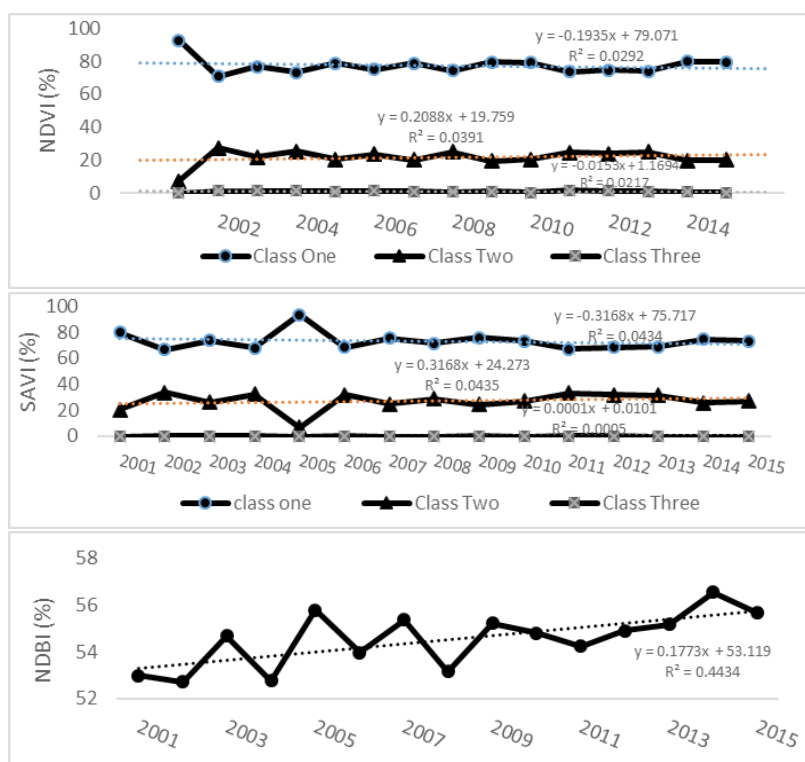 100
80
60
40
20
0
NDVI (%)
y = -0.1935x + 79.071
R² = 0.0292
y = 0.2088x + 19.759
R² = 0.0391
y = -0.0153x + 1.1694
R² = 0.0217
2002 2004 2006 2008 2010 2012 2014
Class One Class Two Class Three
100
80
60
40
20
0
SAVI (%)
y = -0.3168x + 75.717
R² = 0.0434
y = 0.3168x + 24.273
R² = 0.0435
y = 0.0001x + 0.0101
R² = 0.0005
2001 2002 2003 2004 2005 2006 2007 2008 2009 2010 2011 2012 2013 2014 2015
class one Class Two Class Three
58
56
54
52
NDBI (%)
y = 0.1773x + 53.119
R² = 0.4434
2001 2003 2005 2007 2009 2011 2013 2015